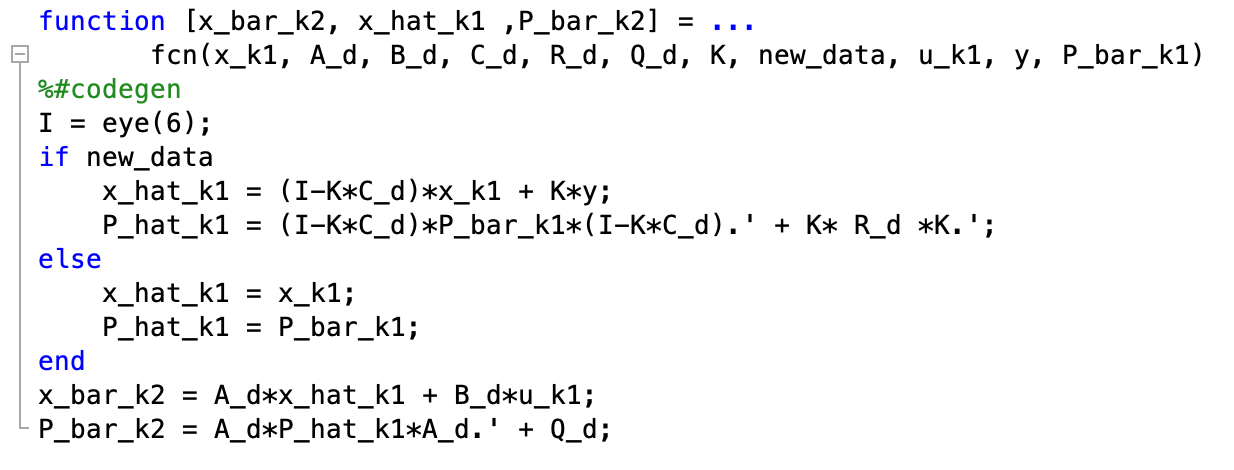 function [x_bar_k2, x_hat_k1 ,P_bar_k2] = ...
        fcn(x_k1, A_d, B_d, C_d, R_d, Q_d, K, new_data, u_k1, y, P_bar_k1)
%#codegen
I = eye(6);
if new_data
    x_hat_k1 = (I-K*C_d)*x_k1 + K*y;
    P_hat_k1 = (I-K*C_d)*P_bar_k1*(I-K*C_d).' + K* R_d *K.';
else
    x_hat_k1 = x_k1;
    P_hat_k1 = P_bar_k1;
end
x_bar_k2 = A_d*x_hat_k1 + B_d*u_k1;
P_bar_k2 = A_d*P_hat_k1*A_d.' + Q_d;